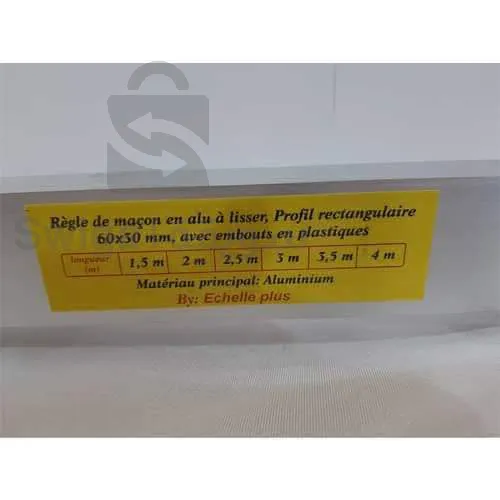 Règle de maçon en alu à lisser, Profil rectangulaire
60x30 mm, avec embouts en plastiques
longueur (m) 1,5 m 2 m 2,5 m 3 m 3,5 m 4 m
Matériau principal: Aluminium
By: Echelle plus